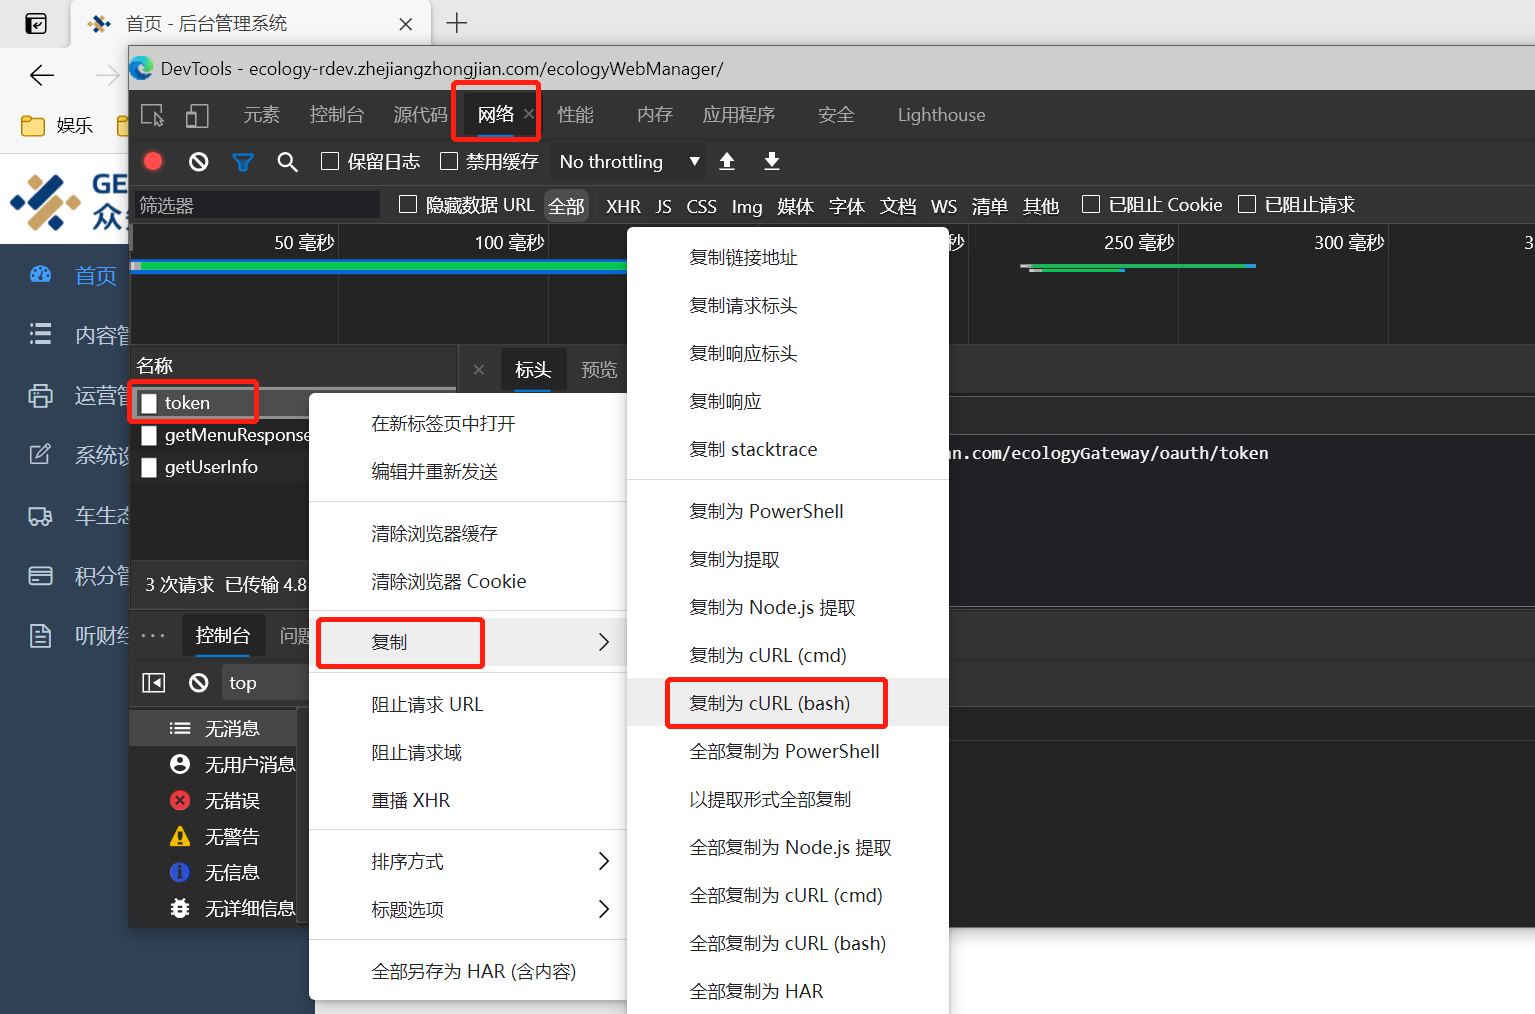 首页 - 后台管理系统
DevTools - ecology-rdev.zhejiangzhongjian.com/ecologyWebManager/
元素 控制台 源代码 网络 性能 内存 应用程序 安全 Lighthouse
娱乐
保留日志 禁用缓存 No throttling
GE
众
筛选器 隐藏数据 URL 全部 XHR JS CSS Img 媒体 字体 文档 WS 清单 其他 已阻止 Cookie 已阻止请求
50 毫秒 100 毫秒 秒 250 毫秒 300 毫秒 3
首页
内容管
运营管
系统设
车生态
积分管
听财经
名称
标头 预览
token
getMenuResponse
getUserInfo
an.com/ecologyGateway/oauth/token
3 次请求 已传输 4.8
控制台 问题
top
无消息
无用户消息
无错误
无警告
无信息
无详细信息
在新标签页中打开
编辑并重新发送
清除浏览器缓存
清除浏览器 Cookie
复制
阻止请求 URL
阻止请求域
重播 XHR
排序方式
标题选项
全部另存为 HAR (含内容)
复制链接地址
复制请求标头
复制响应标头
复制响应
复制 stacktrace
复制为 PowerShell
复制为提取
复制为 Node.js 提取
复制为 cURL (cmd)
复制为 cURL (bash)
全部复制为 PowerShell
以提取形式全部复制
全部复制为 Node.js 提取
全部复制为 cURL (cmd)
全部复制为 cURL (bash)
全部复制为 HAR